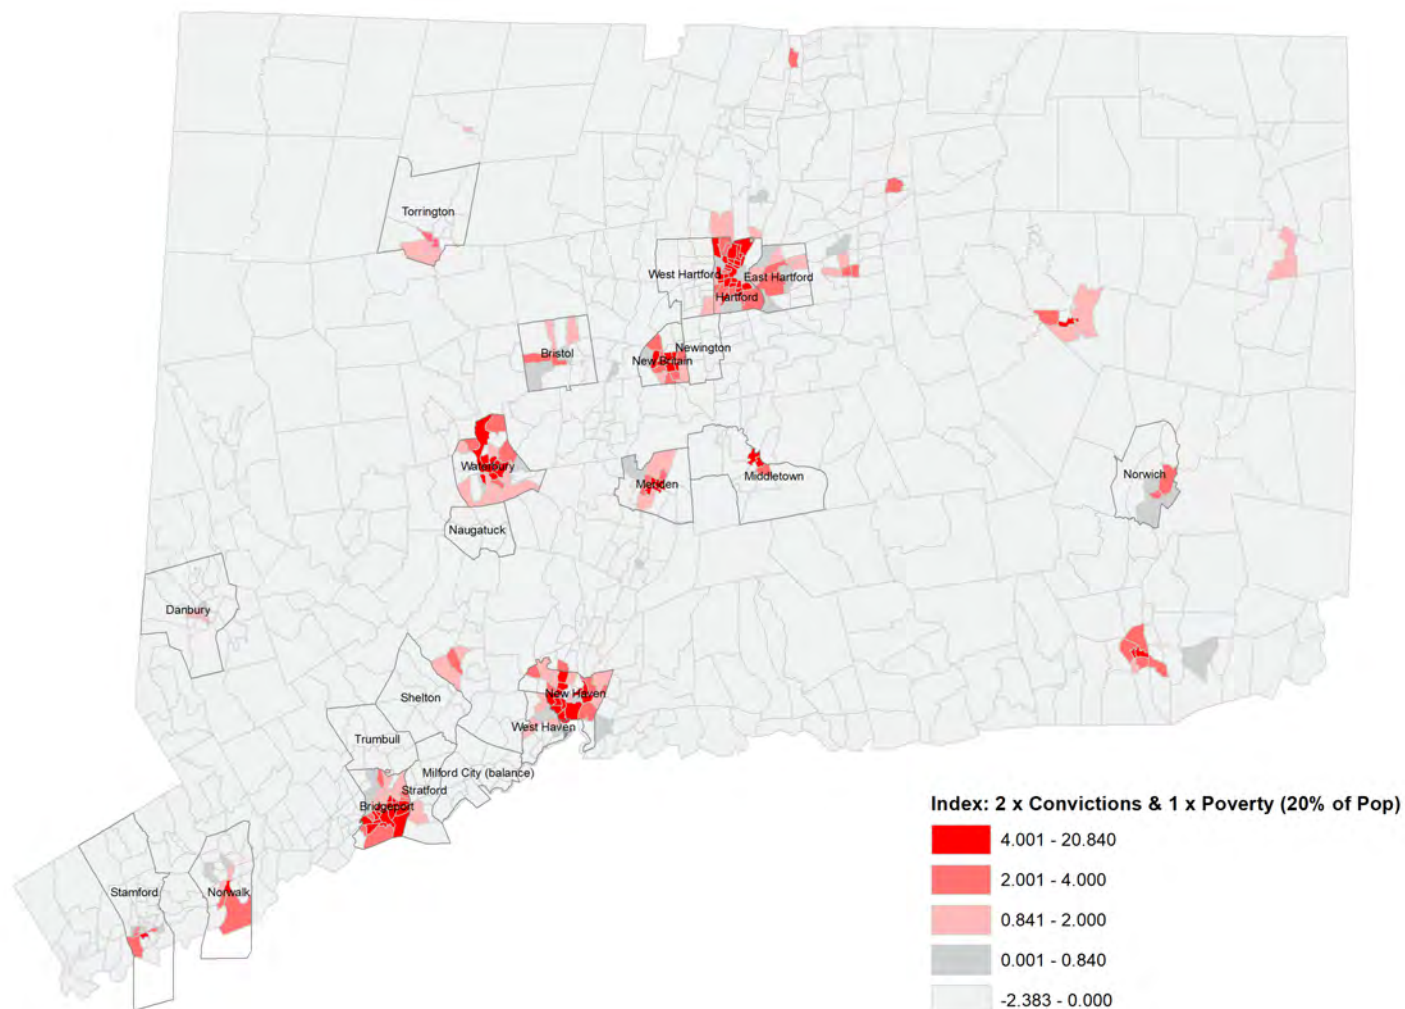 Torrington
West Hartford
East Hartford
Hartford
Bristol
Newington
New Britain
Waterbury
Meriden
Middletown
Norwich
Naugatuck
Danbury
Shelton
New Haven
West Haven
Trumbull
Milford City (balance)
Stratford
Bridgeport
Stamford
Norwalk
Index: 2 x Convictions & 1 x Poverty (20% of Pop)
4.001 - 20.840
2.001 - 4.000
0.841 - 2.000
0.001 - 0.840
-2.383 - 0.000